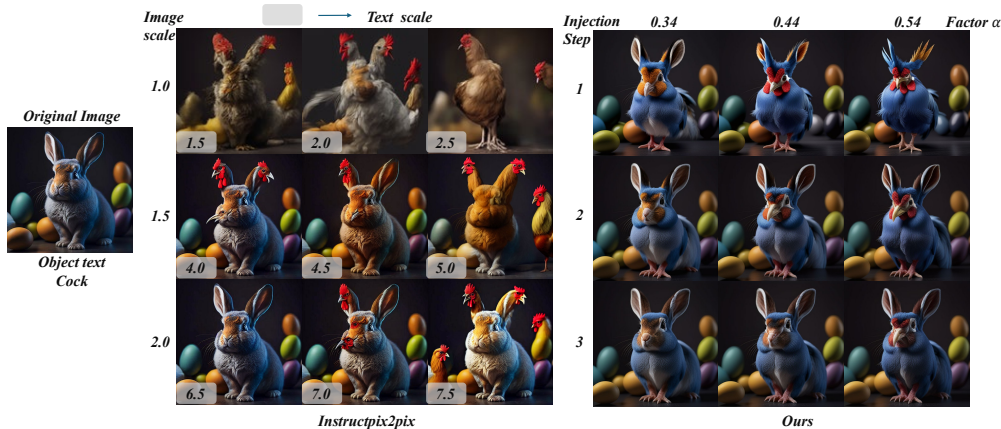 Original Image
Object text
Cock
Image
scale
Text scale
1.0
1.5
2.0
2.5
1.5
4.0
4.5
5.0
2.0
6.5
7.0
7.5
Instructpix2pix
Injection
Step
0.34
0.44
0.54
Factor α
1
2
3
Ours